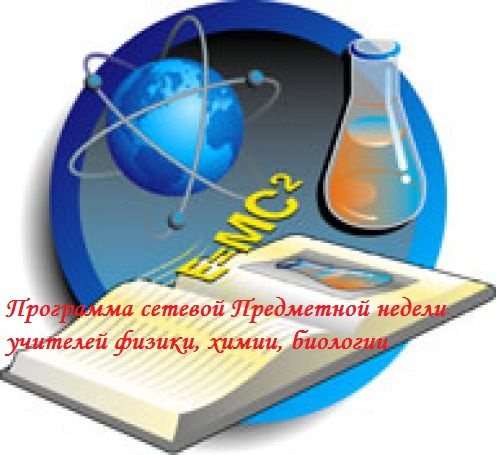 E=MC²
Программа сетевой Предметной недели
учителей физики, химии, биологии